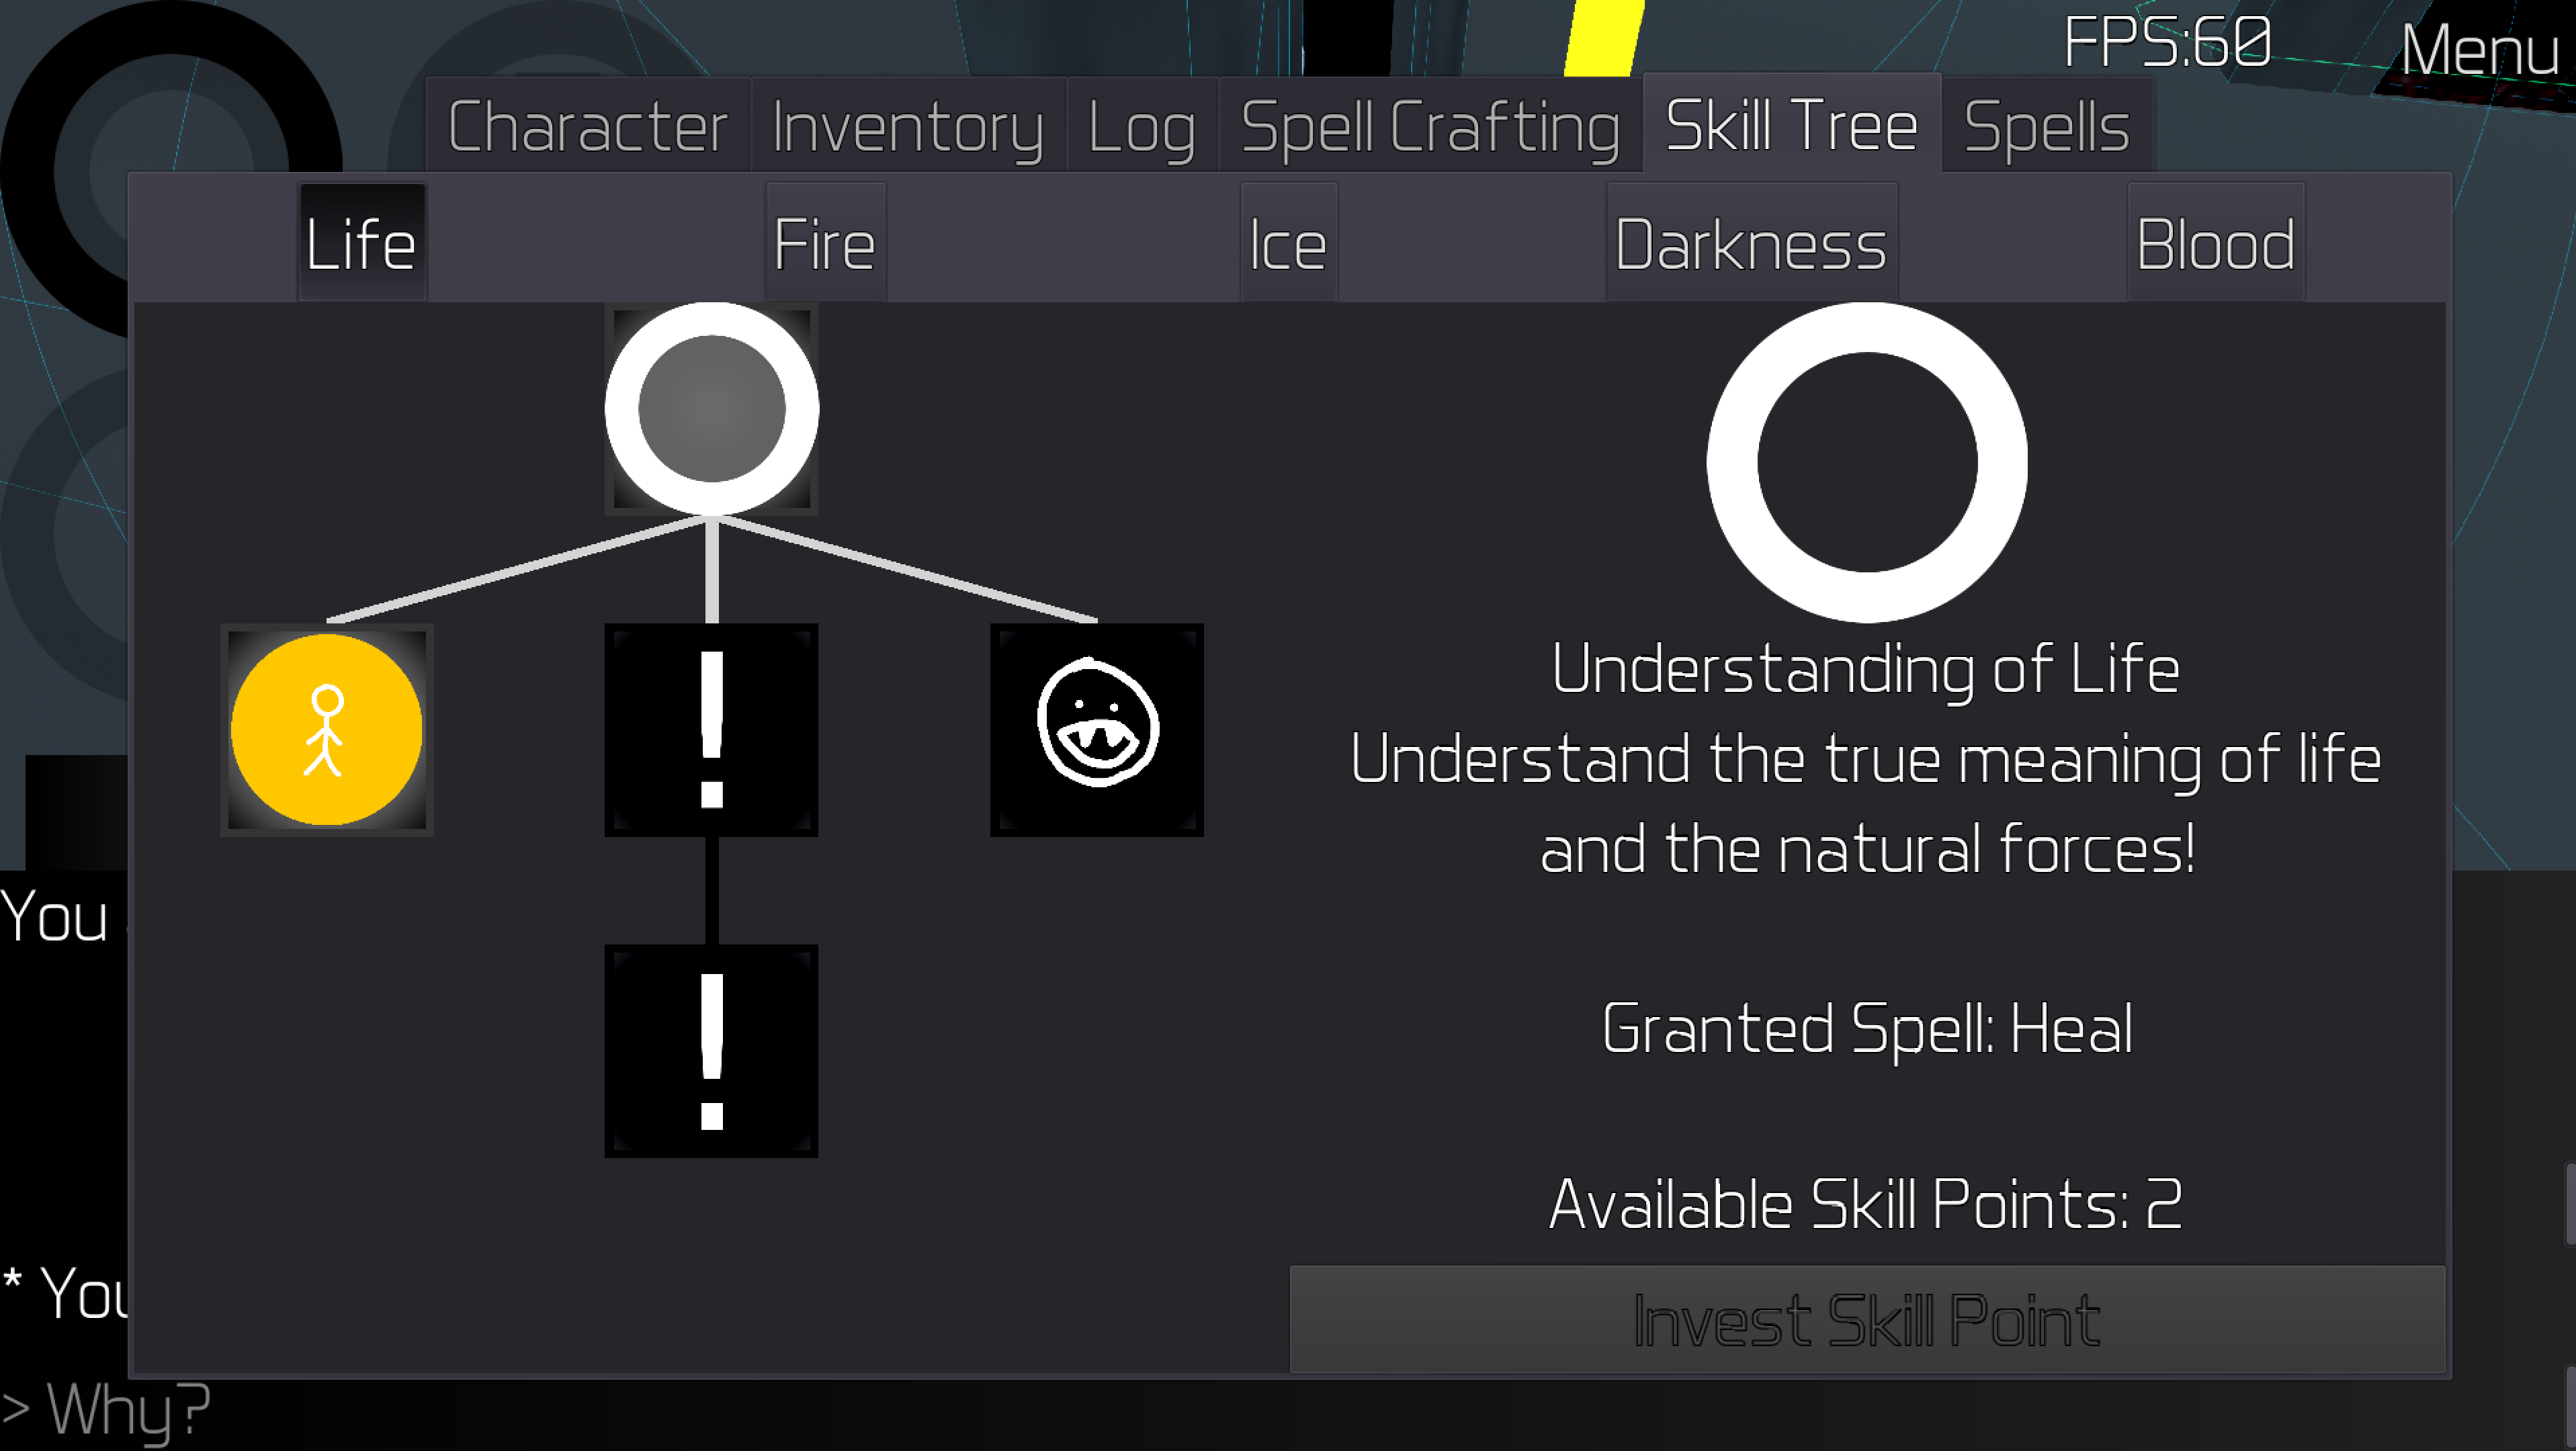 FPS:60
Menu
Character Inventory Log Spell Crafting Skill Tree Spells
Life Fire Ice Darkness Blood
!
!
Understanding of Life
Understand the true meaning of life
and the natural forces!
Granted Spell: Heal
Available Skill Points: 2
Invest Skill Point
You
* You
> Why?